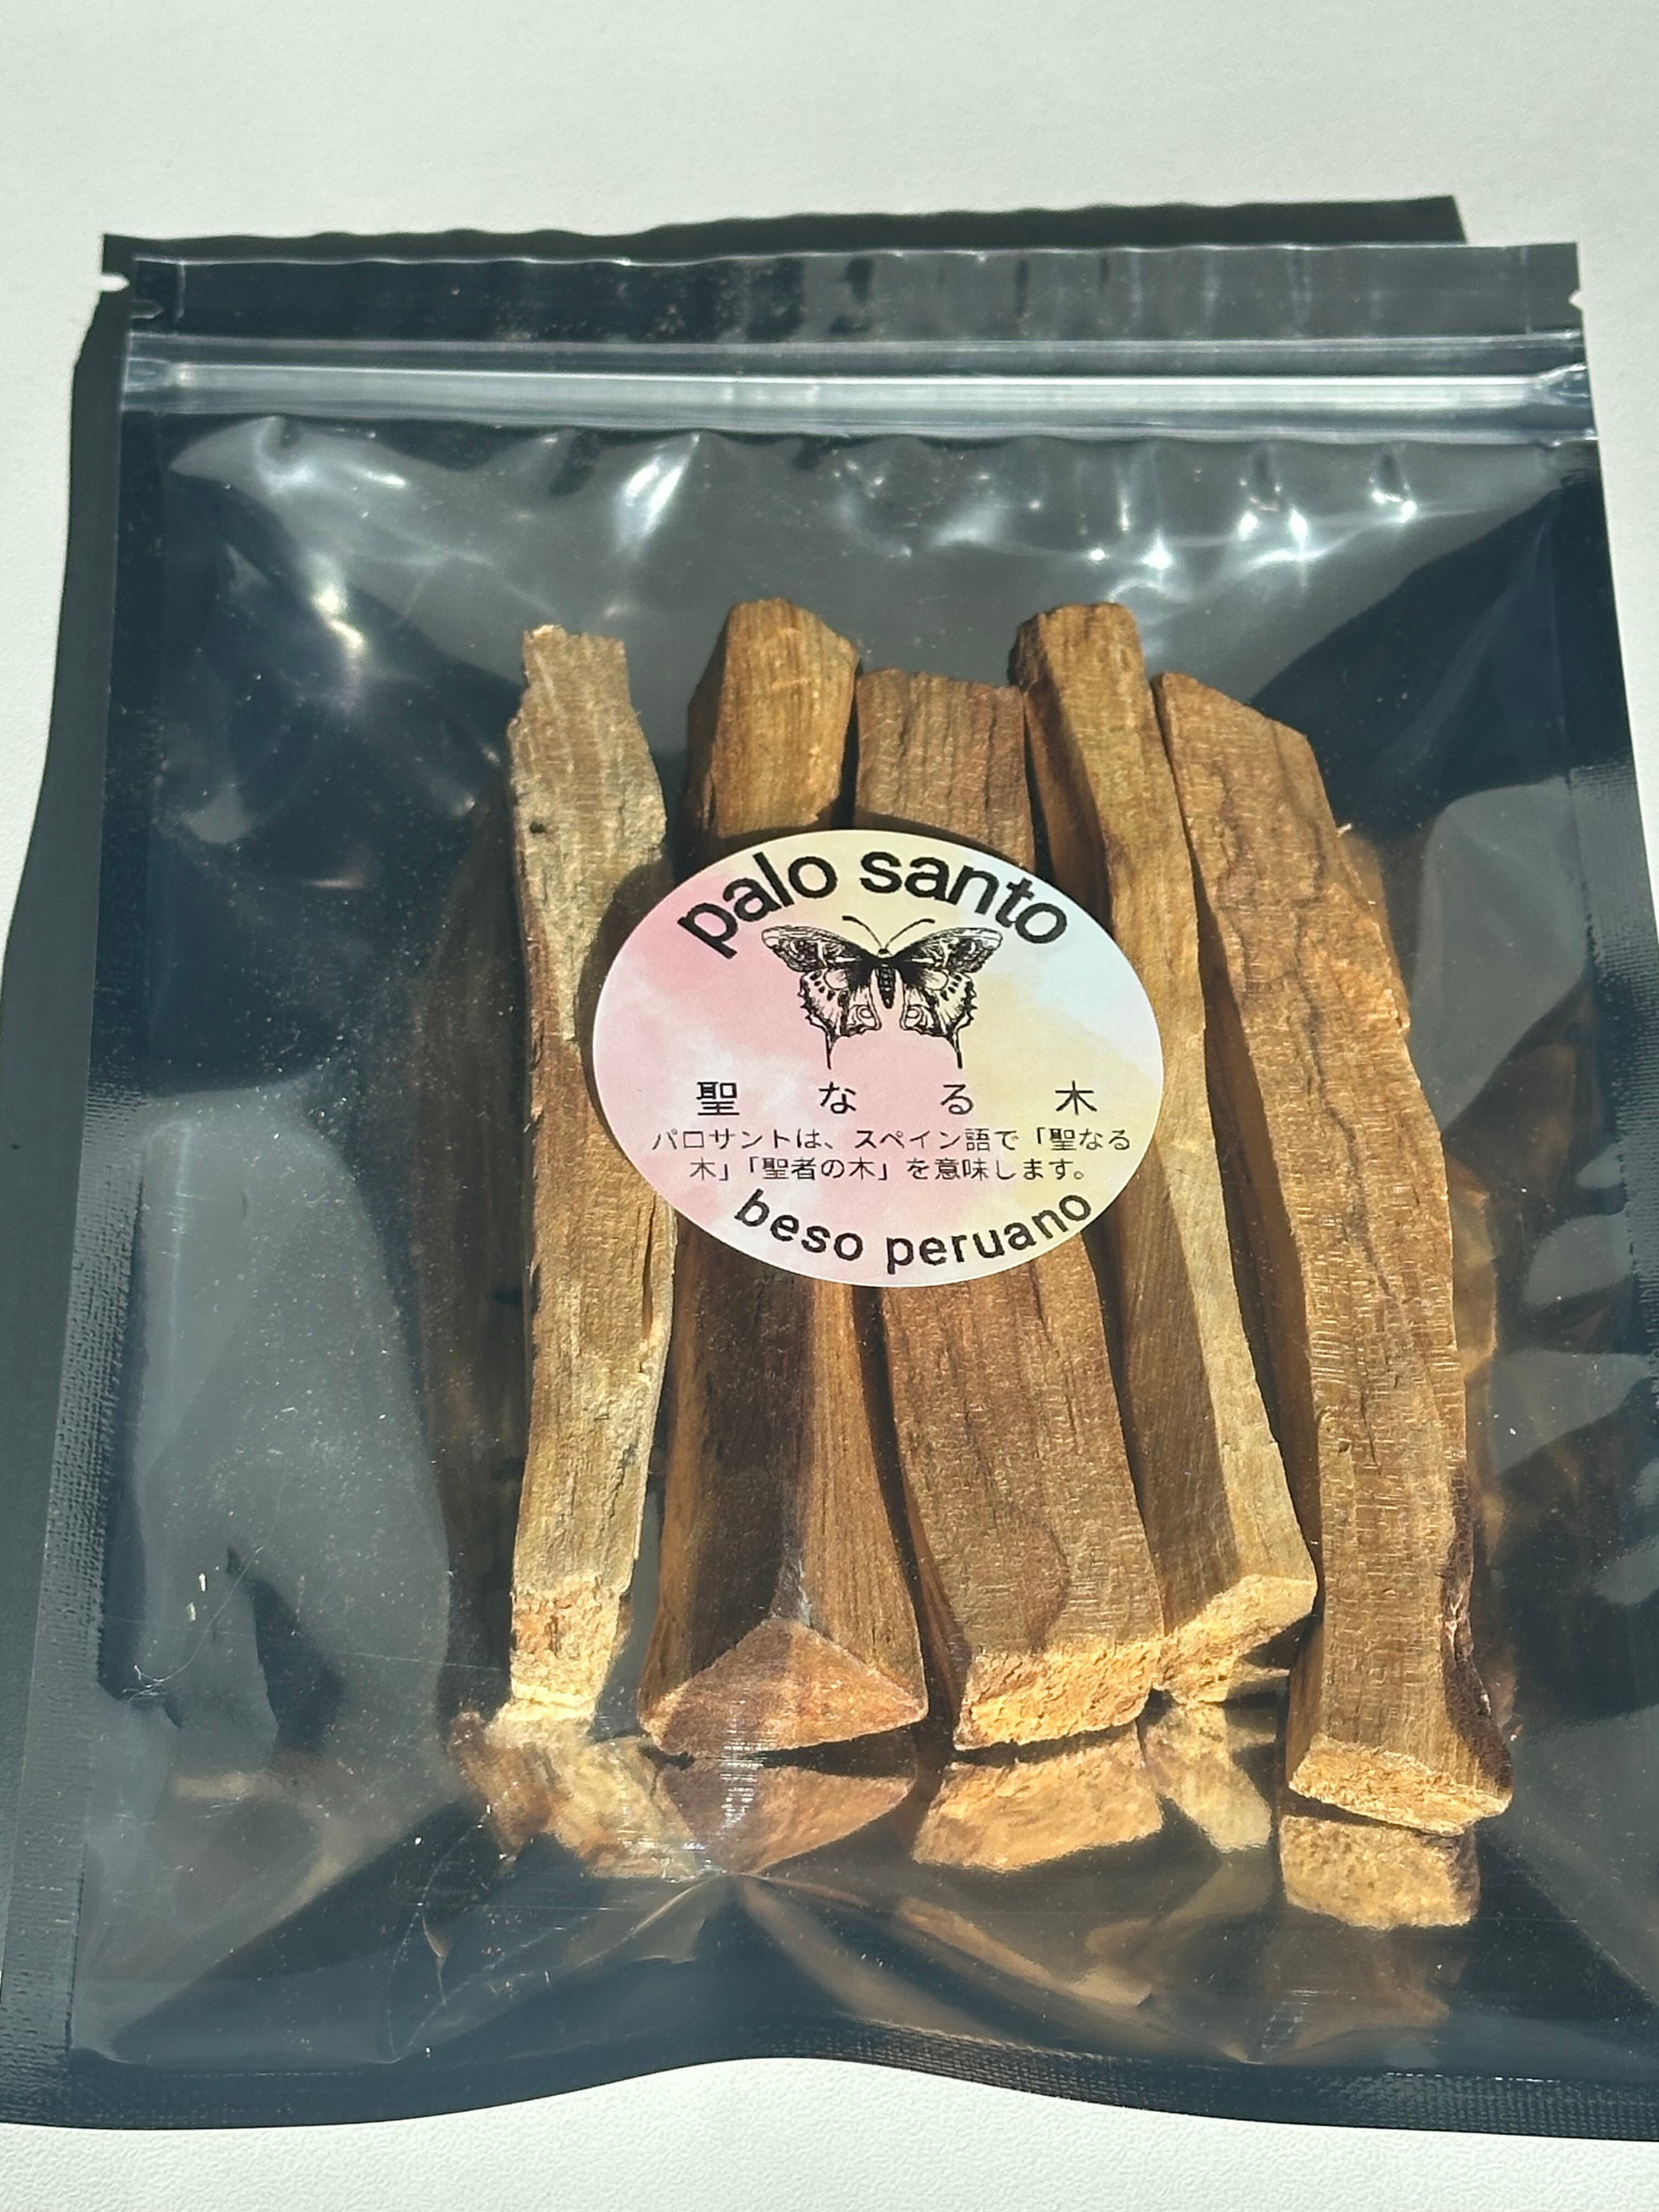 palo santo
聖なる木
パロサントは、スペイン語で「聖なる
木」「聖者の木」を意味します。
beso peruano